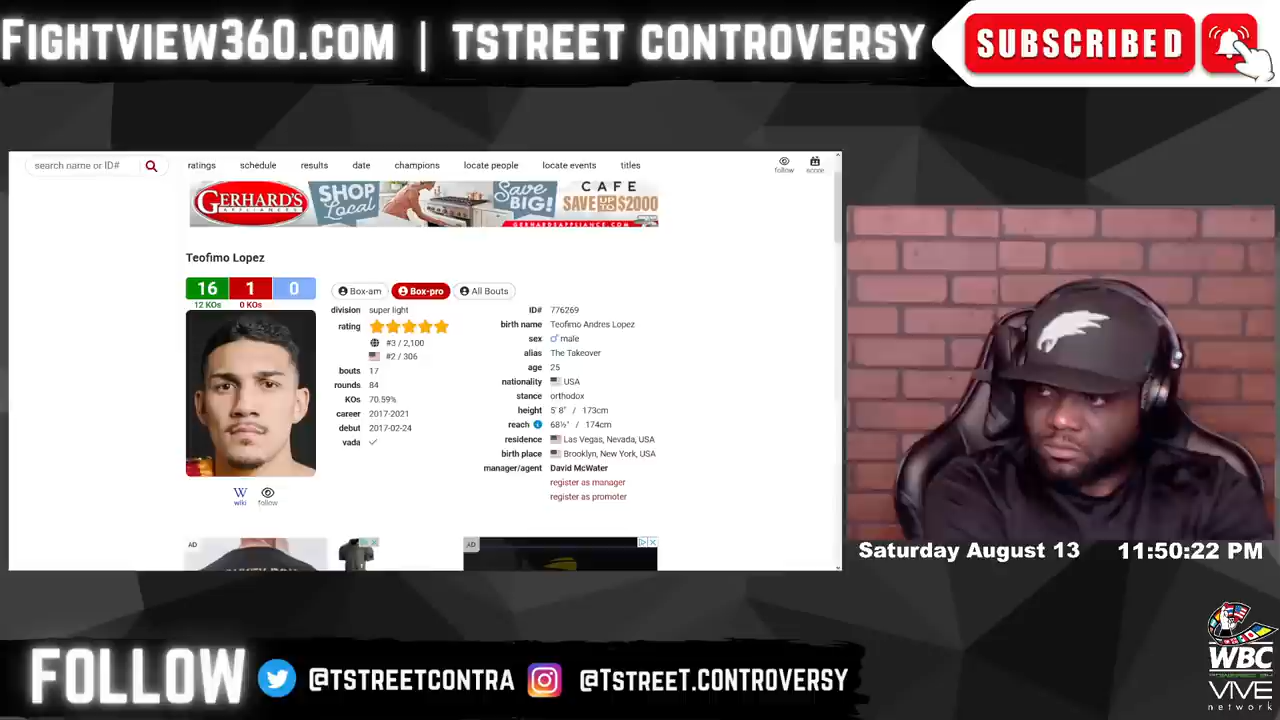 FIGHTVIEW360.COM | TSTREET CONTROVERSY
SUBSCRIBED
search name or ID#
ratings schedule results date champions locate people locate events titles
follow score
GERHARD'S
APPLIANCES
SHOP
Local
Save
BIG!
CAFE
SAVE UP TO $2000
GERHARDSAPPLIANCE.COM
Teofimo Lopez
16 1 0
12 KOs 0 KOs
Box-am Box-pro All Bouts
division super light
rating
#3 / 2,100
#2 / 306
bouts 17
rounds 84
KOs 70.59%
career 2017-2021
debut 2017-02-24
vada ✓
ID# 776269
birth name Teofimo Andres Lopez
sex ♂ male
alias The Takeover
age 25
nationality USA
stance orthodox
height 5' 8" / 173cm
reach 68½" / 174cm
residence Las Vegas, Nevada, USA
birth place Brooklyn, New York, USA
manager/agent David McWater
register as manager
register as promoter
W
wiki follow
AD
AD
Saturday August 13 11:50:22 PM
FOLLOW @TSTREETCONTRA @TSTREET.CONTROVERSY
WBC
VIVE
network